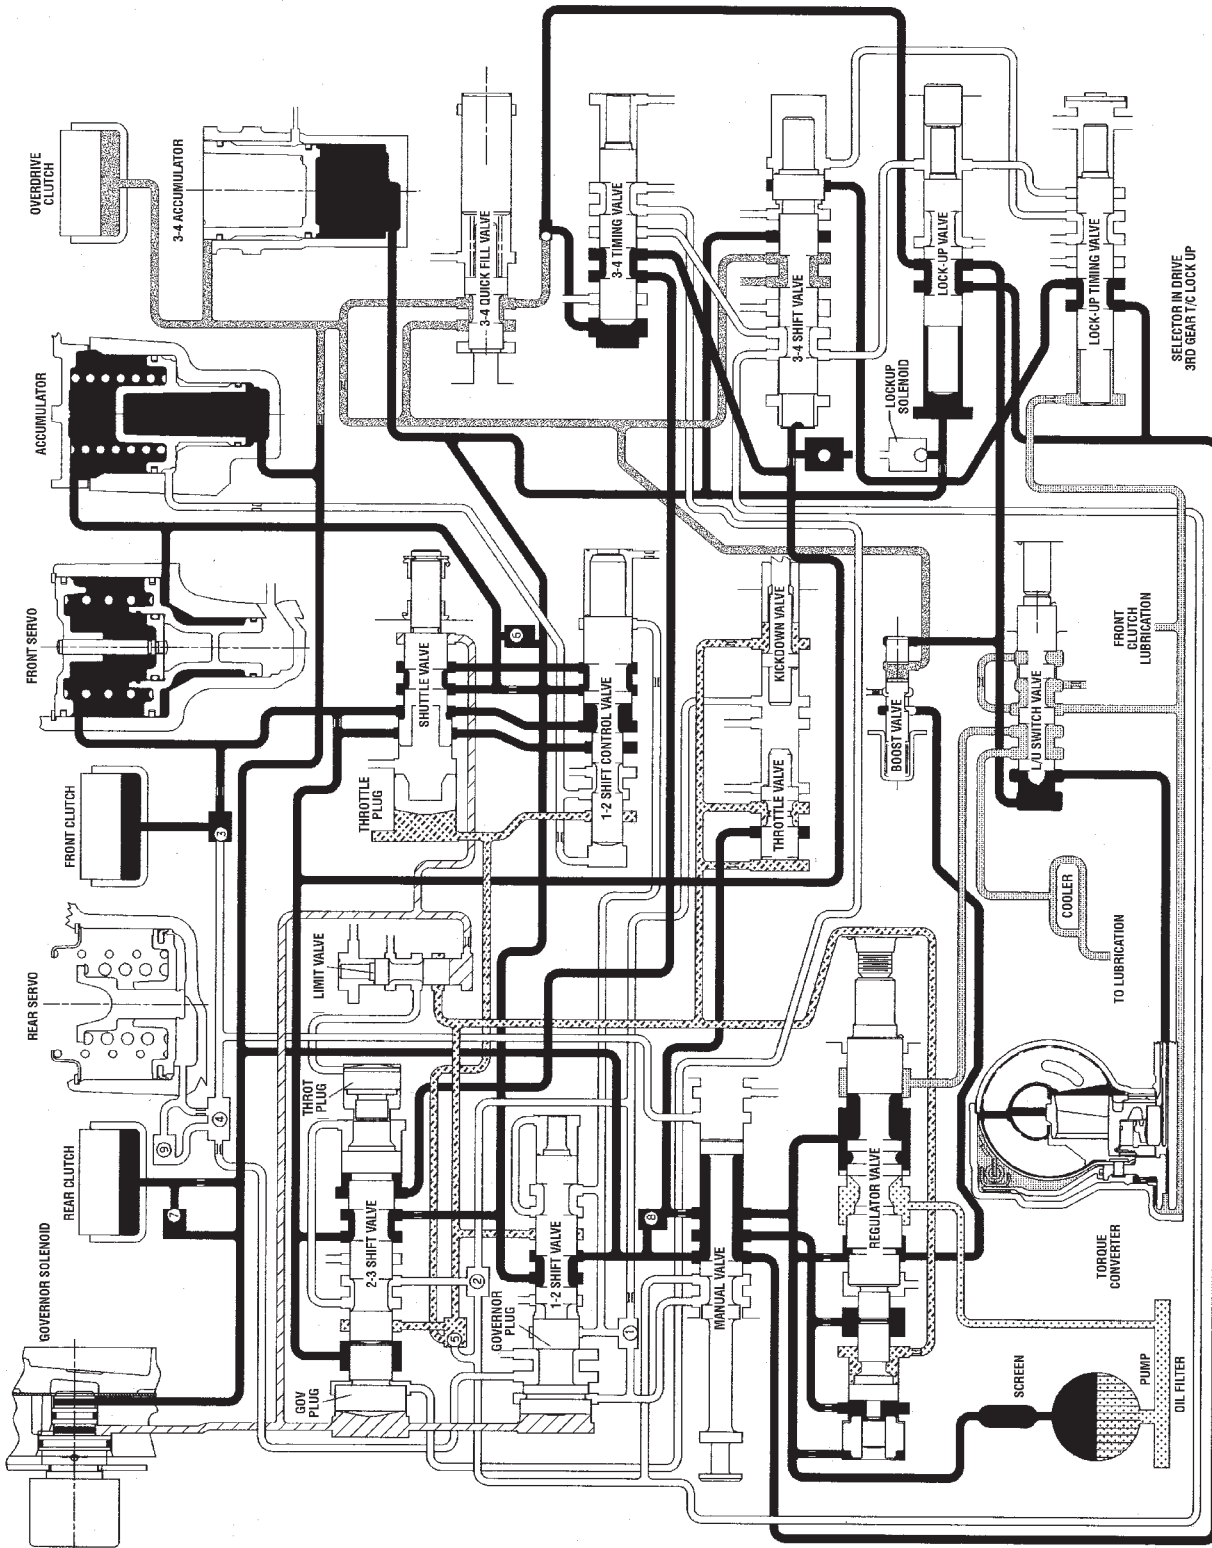 GOVERNOR SOLENOID
REAR CLUTCH
REAR SERVO
FRONT CLUTCH
FRONT SERVO
ACCUMULATOR
OVERDRIVE
CLUTCH
3-4 ACCUMULATOR
7
9
4
3
GOV
PLUG
2-3 SHIFT VALVE
THROT
PLUG
LIMIT VALVE
THROTTLE
PLUG
SHUTTLE VALVE
3-4 QUICK FILL VALVE
5
2
6
GOVERNOR
PLUG
1-2 SHIFT VALVE
1-2 SHIFT CONTROL VALVE
3-4 TIMING VALVE
1
8
MANUAL VALVE
THROTTLE VALVE
KICKDOWN VALVE
3-4 SHIFT VALVE
REGULATOR VALVE
BOOST VALVE
LOCKUP
SOLENOID
LOCK-UP VALVE
SCREEN
L/U SWITCH VALVE
COOLER
LOCK-UP TIMING VALVE
PUMP
OIL FILTER
TORQUE
CONVERTER
TO LUBRICATION
FRONT
CLUTCH
LUBRICATION
SELECTOR IN DRIVE
3RD GEAR T/C LOCK UP